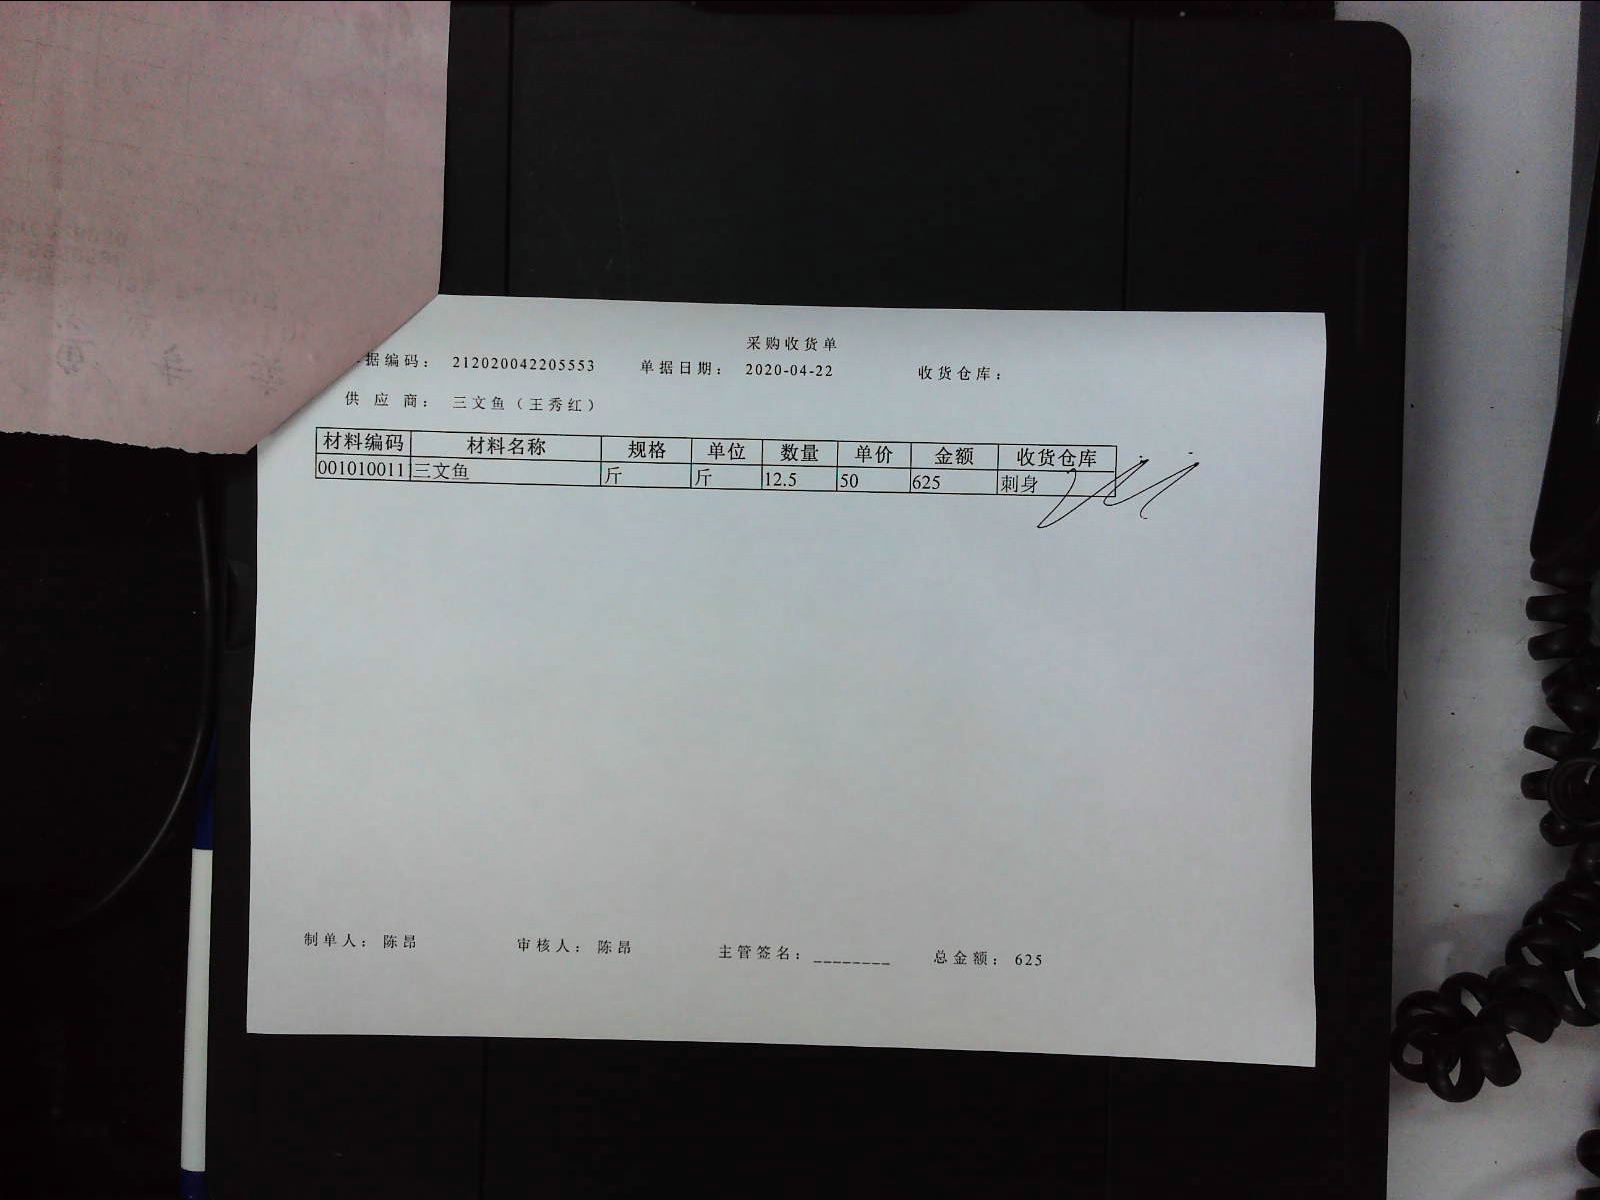 采购收货单
据编码： 212020042205553 单据日期： 2020-04-22 收货仓库：
供 应 商： 三文鱼（王秀红）
材料编码 材料名称 规格 单位 数量 单价 金额 收货仓库
001010011 三文鱼 斤 斤 12.5 50 625 刺身
制单人： 陈昂 审核人： 陈昂 主管签名：________ 总金额： 625